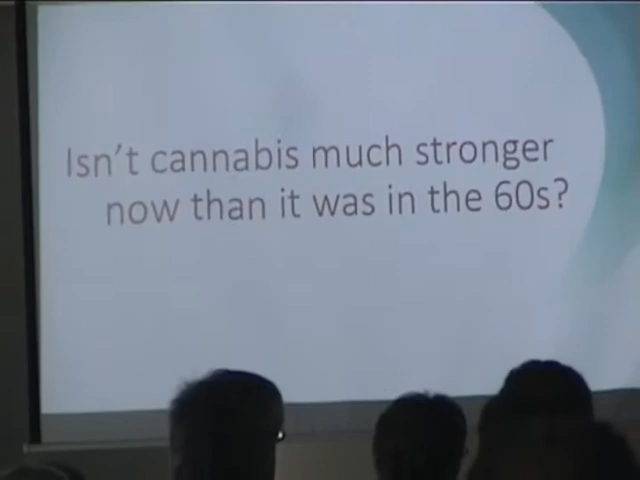 Isn't cannabis much stronger
now than it was in the 60s?